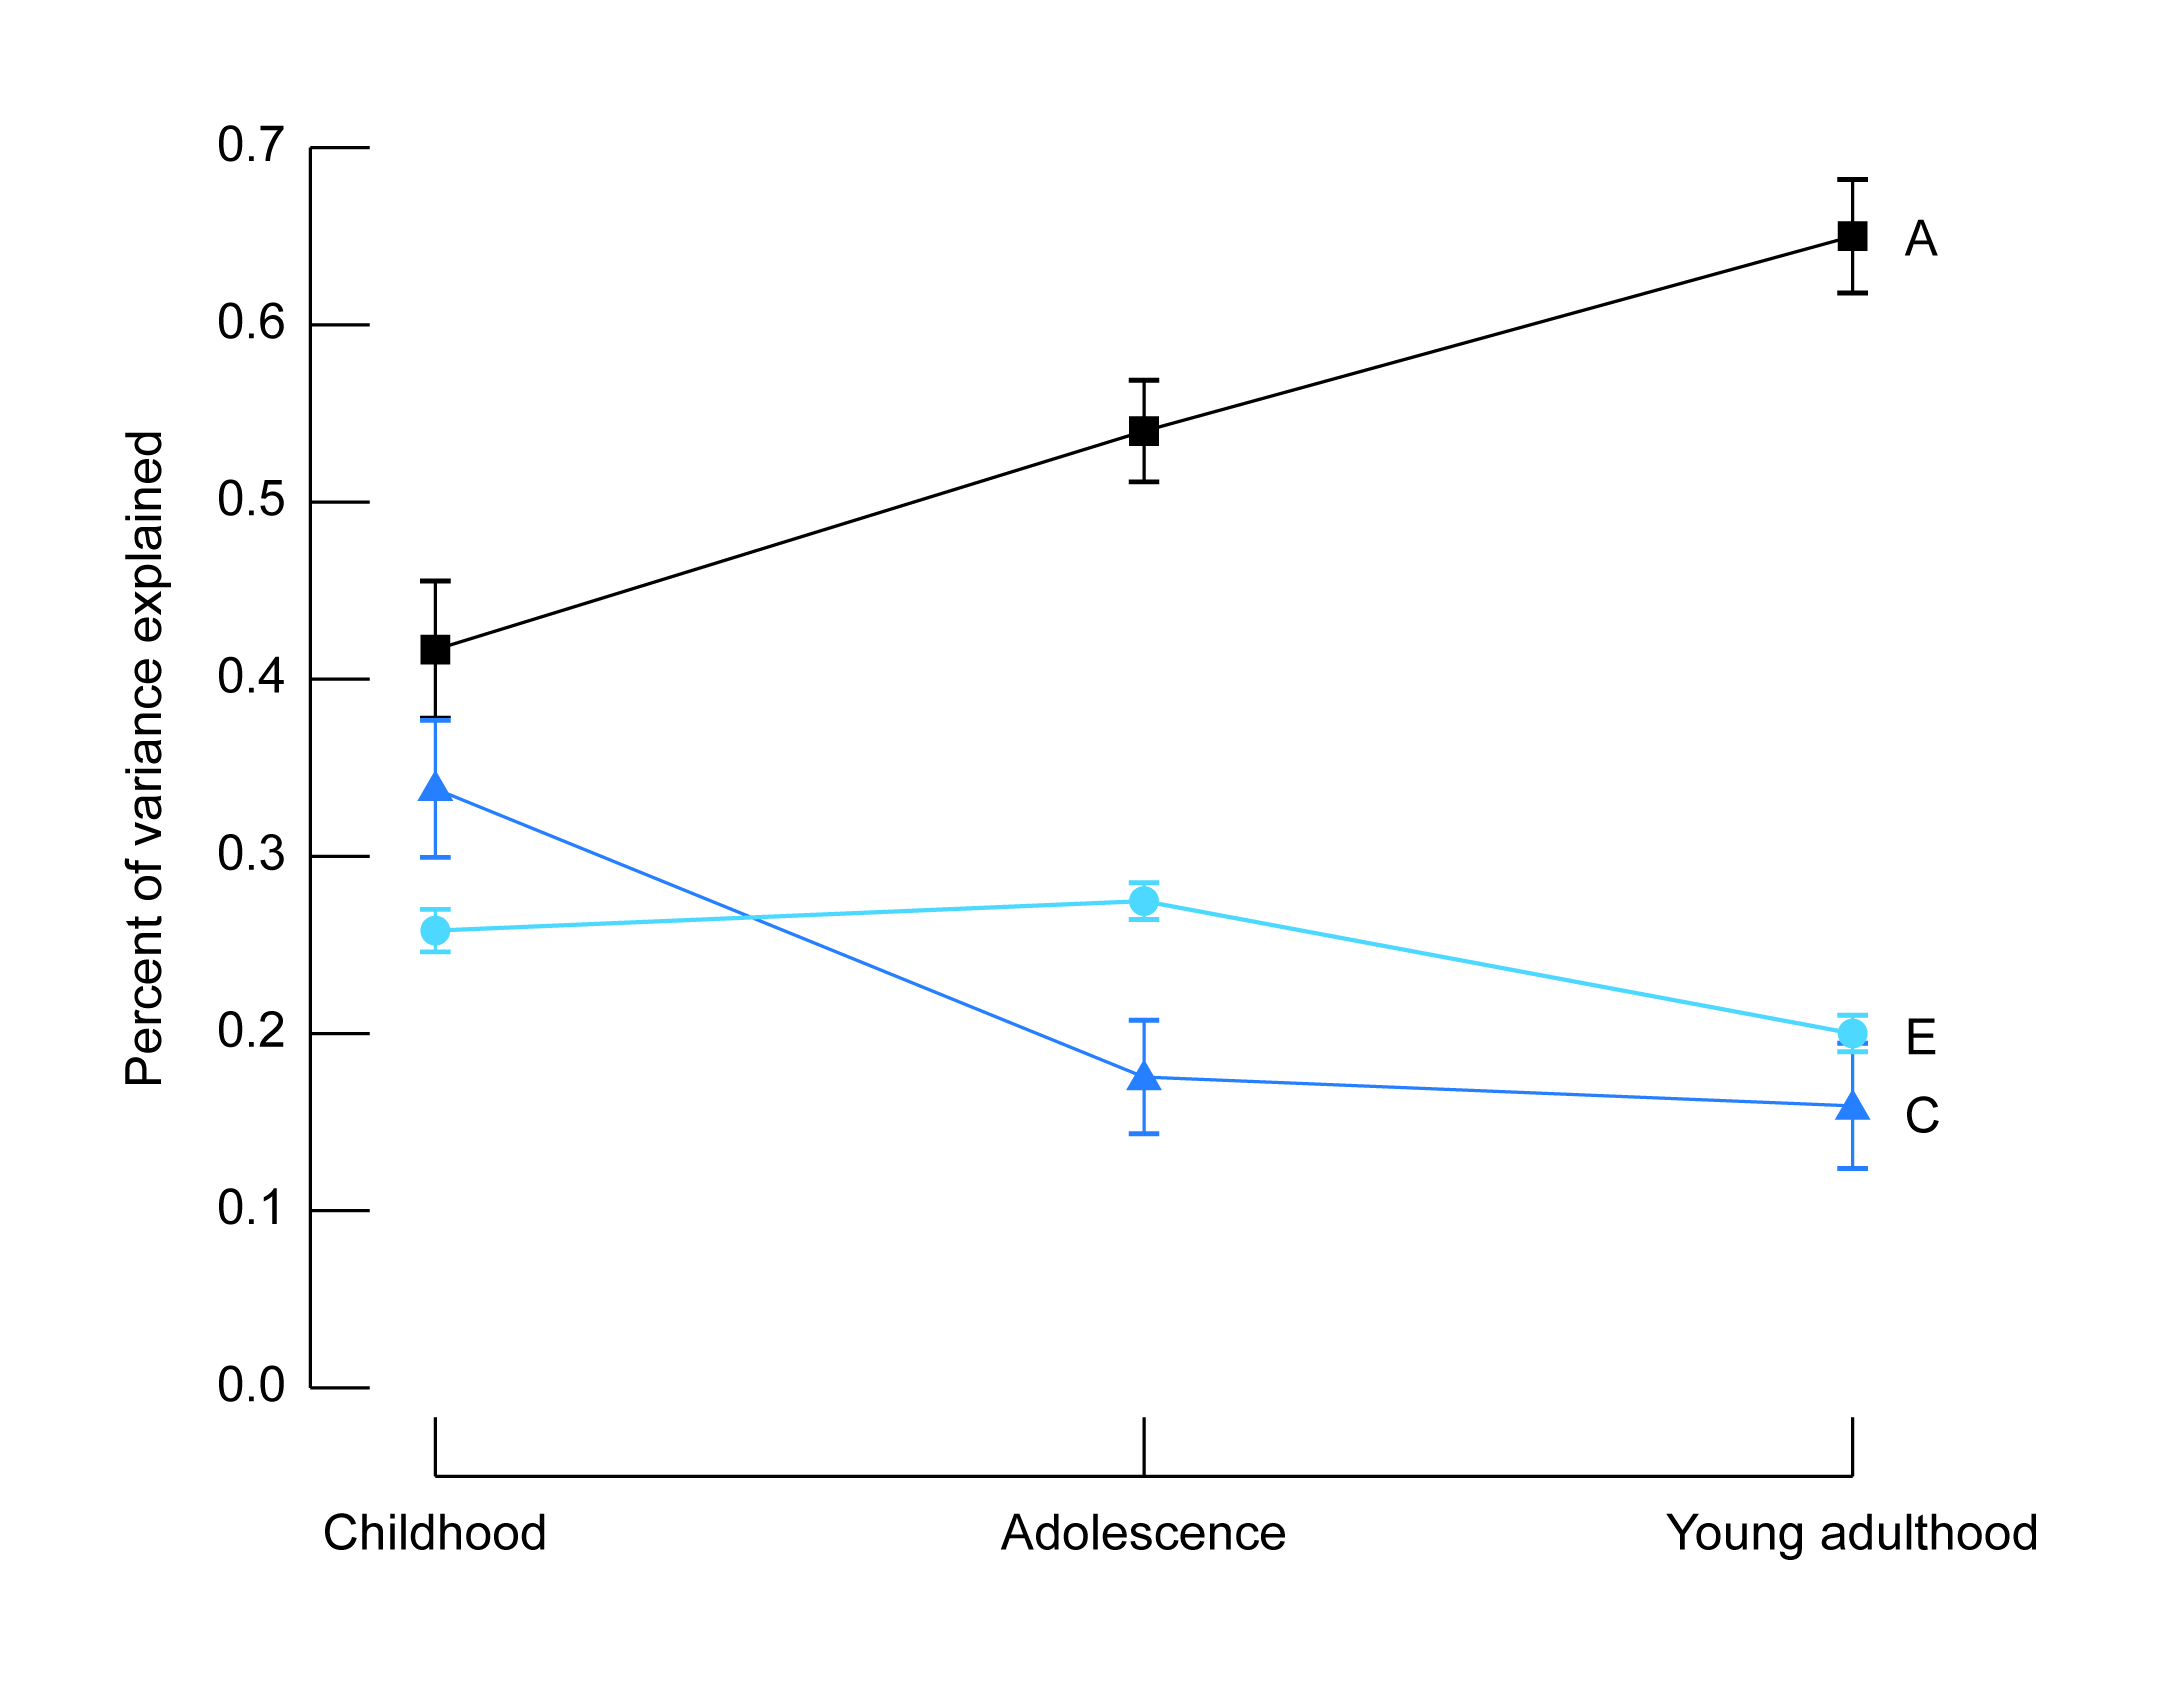 Percent of variance explained
0.7
0.6
0.5
0.4
0.3
0.2
0.1
0.0
A
E
C
Childhood
Adolescence
Young adulthood